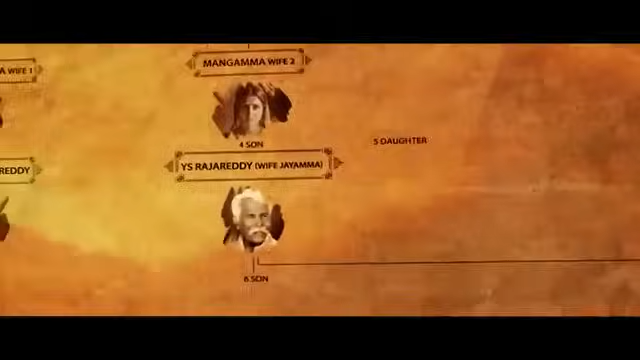 MANGAMMA WIFE 2
A WIFE 1
4 SON
5 DAUGHTER
YS RAJAREDDY (WIFE JAYAMMA)
REDDY
6 SON